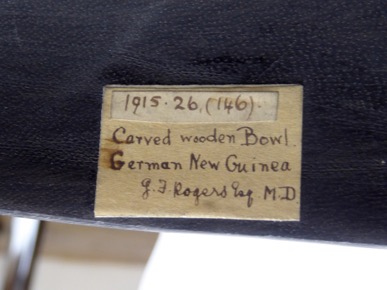 1915.26.(146).
Carved wooden Bowl.
German New Guinea
G. F Rogers Esq M.D